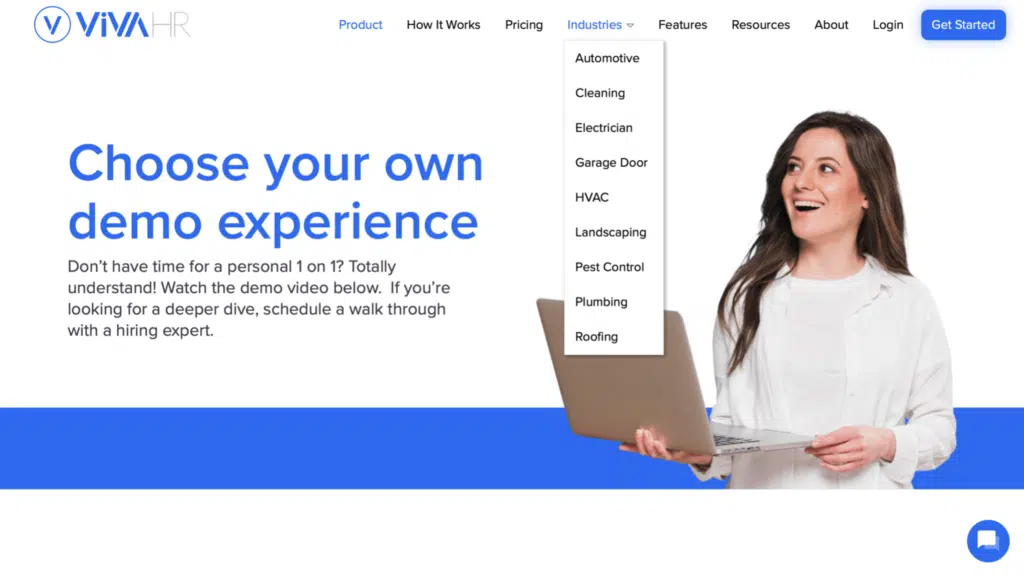 V ViVA HR
Product How It Works Pricing Industries Features Resources About Login Get Started
Automotive
Cleaning
Electrician
Garage Door
HVAC
Landscaping
Pest Control
Plumbing
Roofing
Choose your own
demo experience
Don’t have time for a personal 1 on 1? Totally
understand! Watch the demo video below. If you’re
looking for a deeper dive, schedule a walk through
with a hiring expert.